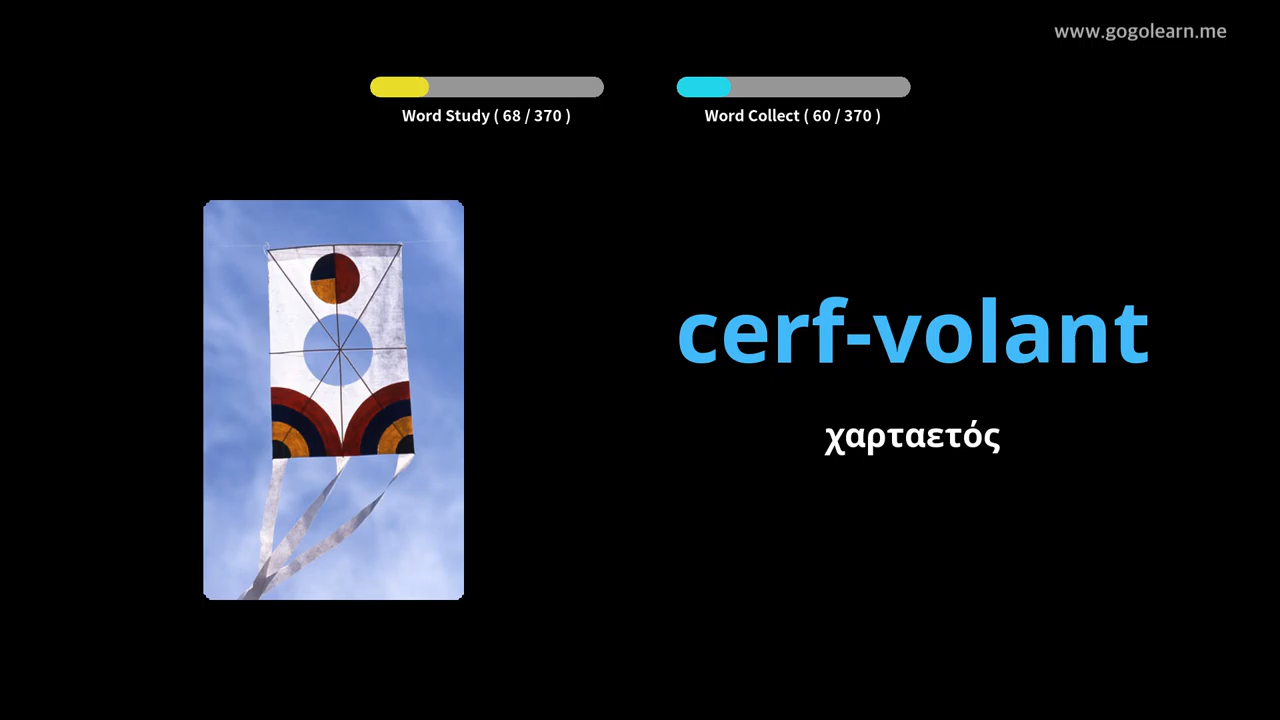 www.gogolearn.me
Word Study ( 68 / 370 )
Word Collect ( 60 / 370 )
cerf-volant
χαρταετός